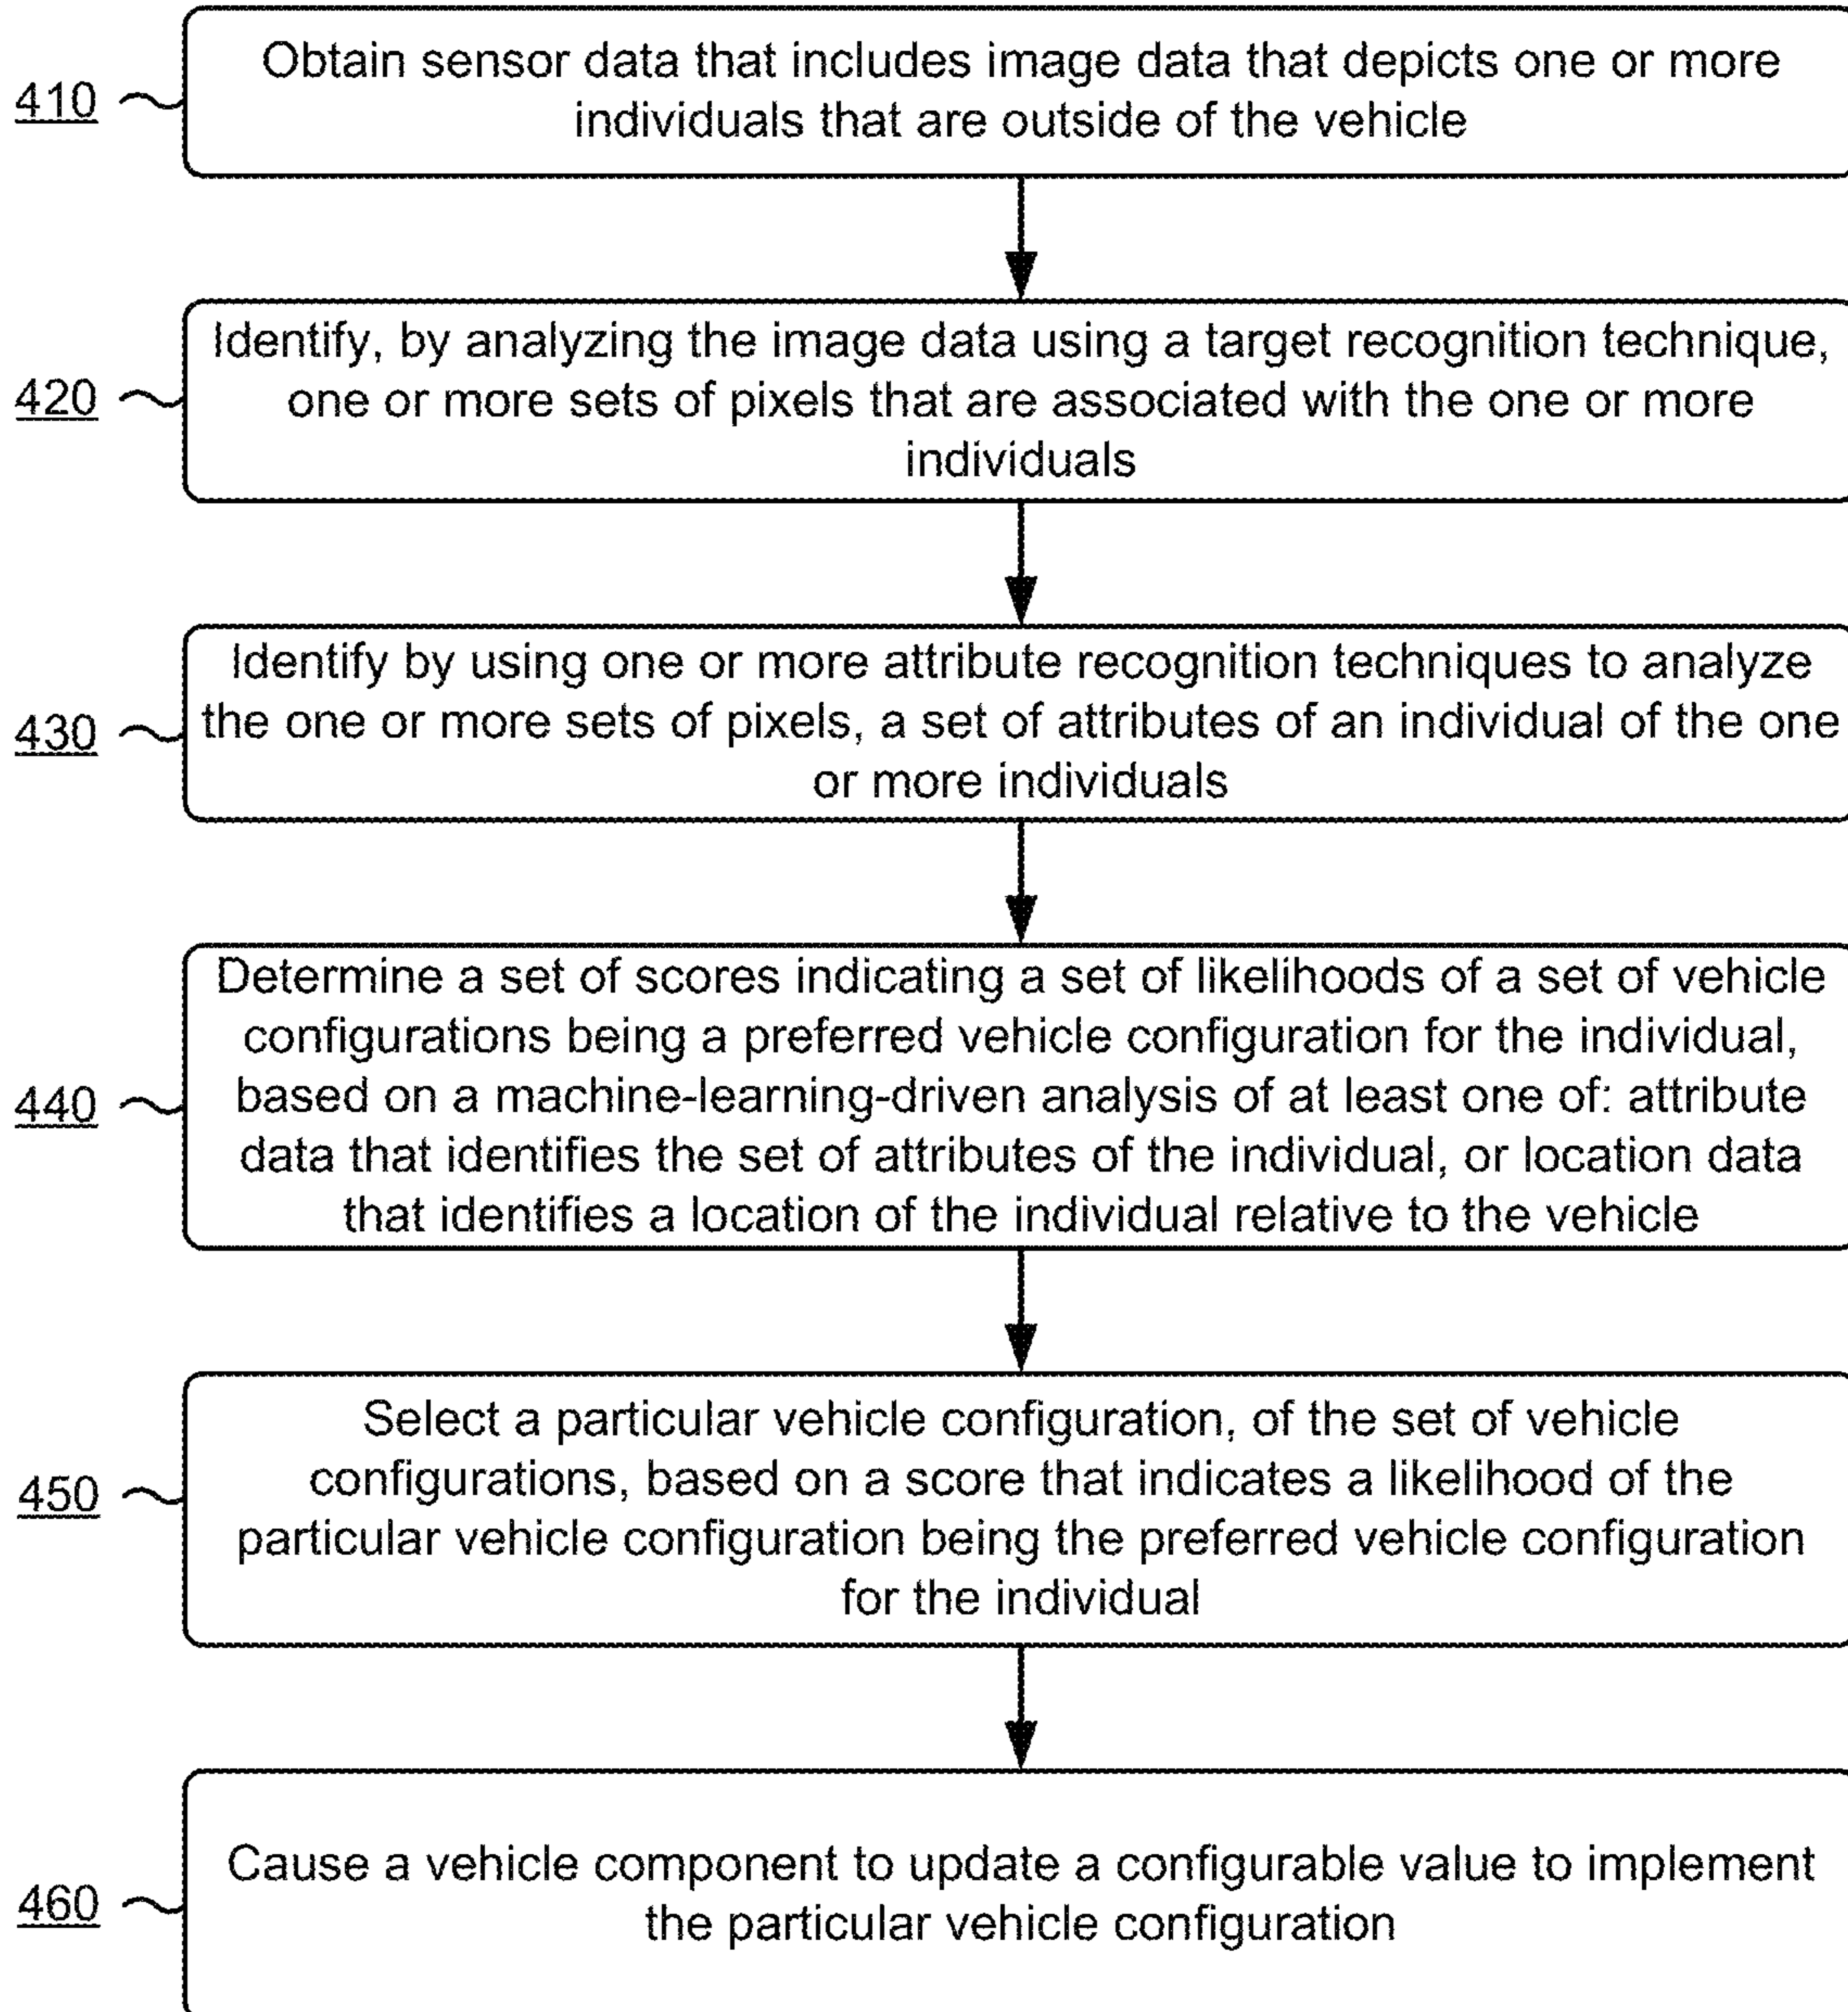 Obtain sensor data that includes image data that depicts one or more
individuals that are outside of the vehicle
410
Identify, by analyzing the image data using a target recognition technique,
one or more sets of pixels that are associated with the one or more
individuals
420
Identify by using one or more attribute recognition techniques to analyze
the one or more sets of pixels, a set of attributes of an individual of the one
or more individuals
430
Determine a set of scores indicating a set of likelihoods of a set of vehicle
configurations being a preferred vehicle configuration for the individual,
based on a machine-learning-driven analysis of at least one of: attribute
data that identifies the set of attributes of the individual, or location data
that identifies a location of the individual relative to the vehicle
440
Select a particular vehicle configuration, of the set of vehicle
configurations, based on a score that indicates a likelihood of the
particular vehicle configuration being the preferred vehicle configuration
for the individual
450
Cause a vehicle component to update a configurable value to implement
the particular vehicle configuration
460